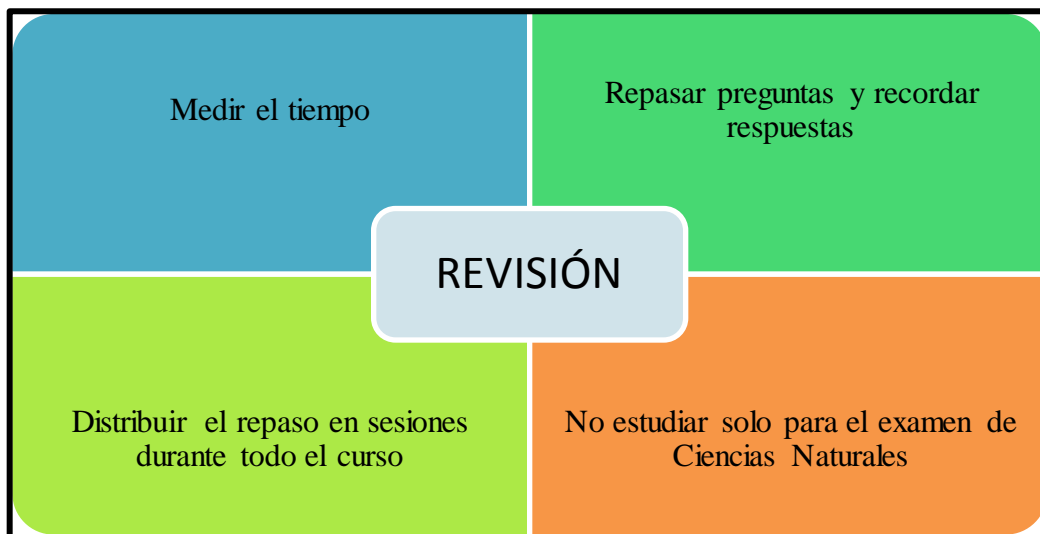 Medir el tiempo
Repasar preguntas y recordar
respuestas
REVISIÓN
Distribuir el repaso en sesiones
durante todo el curso
No estudiar solo para el examen de
Ciencias Naturales